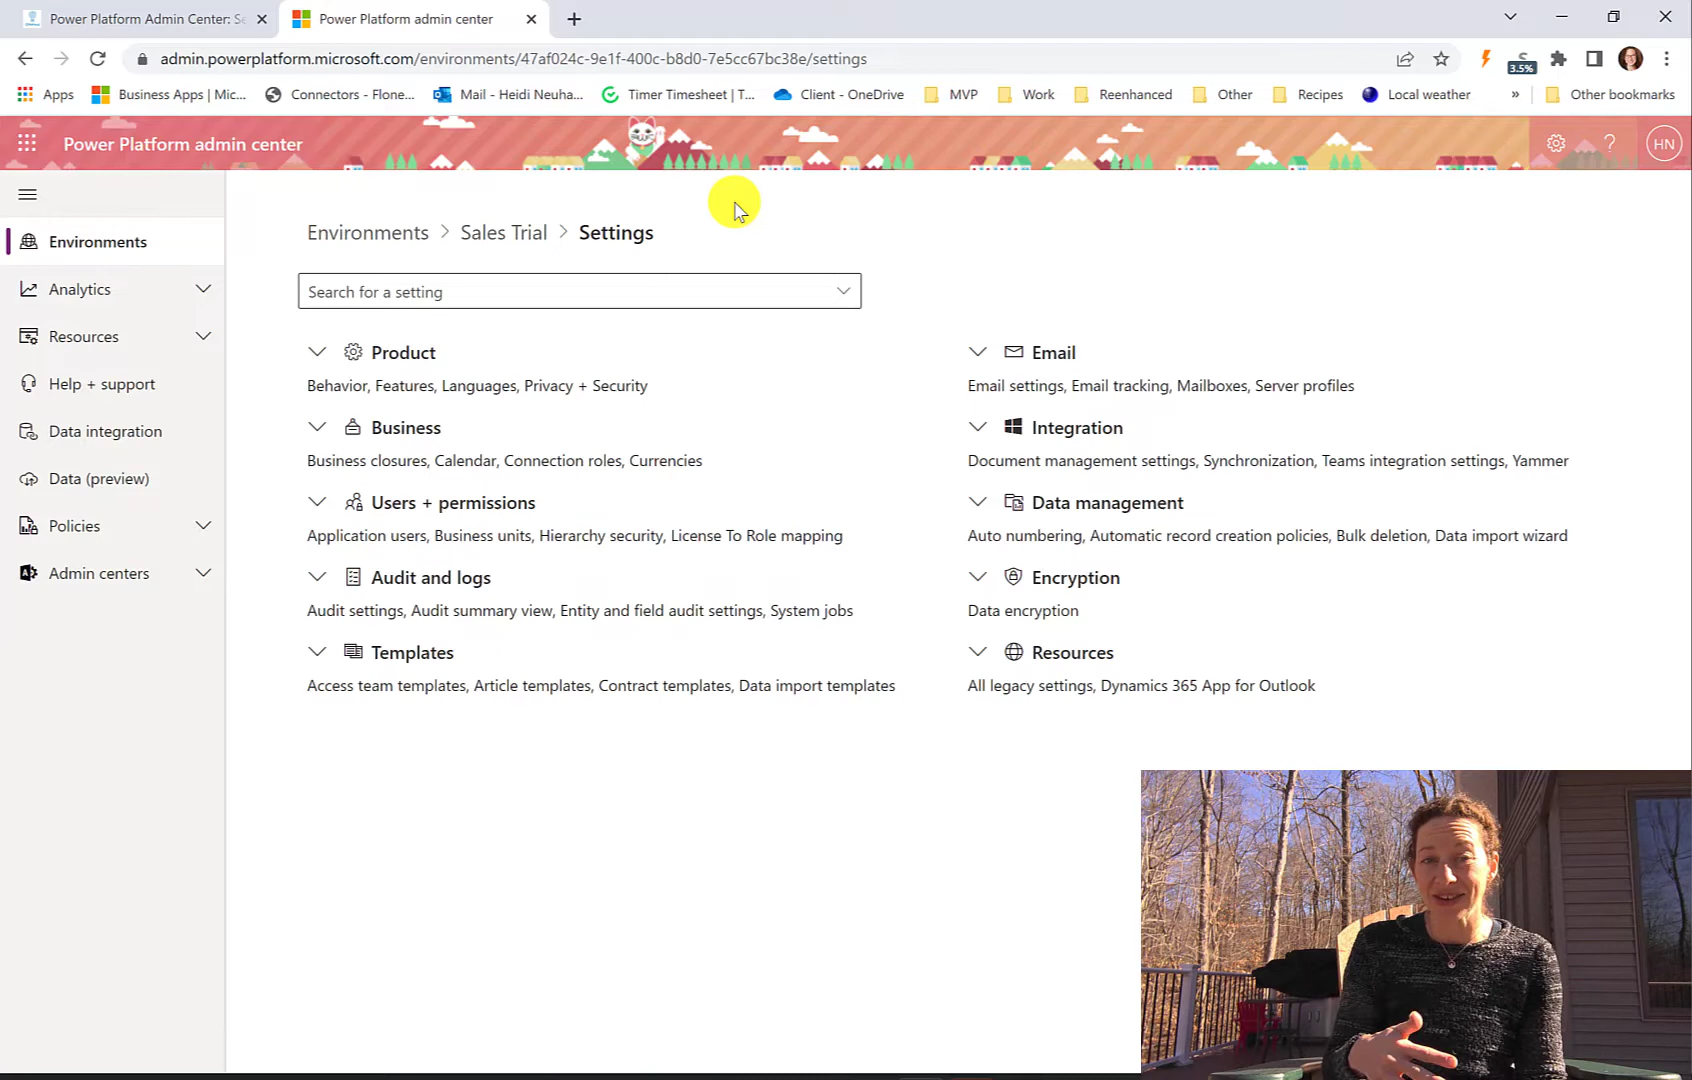 Power Platform Admin Center: Se
Power Platform admin center
admin.powerplatform.microsoft.com/environments/47af024c-9e1f-400c-b8d0-7e5cc67bc38e/settings
3.5%
Apps
Business Apps | Mic...
Connectors - Flone...
Mail - Heidi Neuha...
Timer Timesheet | T...
Client - OneDrive
MVP
Work
Reenhanced
Other
Recipes
Local weather
»
Other bookmarks
Power Platform admin center
?
HN
Environments
Analytics
Resources
Help + support
Data integration
Data (preview)
Policies
Admin centers
Environments > Sales Trial > Settings
Search for a setting
Product
Behavior, Features, Languages, Privacy + Security
Business
Business closures, Calendar, Connection roles, Currencies
Users + permissions
Application users, Business units, Hierarchy security, License To Role mapping
Audit and logs
Audit settings, Audit summary view, Entity and field audit settings, System jobs
Templates
Access team templates, Article templates, Contract templates, Data import templates
Email
Email settings, Email tracking, Mailboxes, Server profiles
Integration
Document management settings, Synchronization, Teams integration settings, Yammer
Data management
Auto numbering, Automatic record creation policies, Bulk deletion, Data import wizard
Encryption
Data encryption
Resources
All legacy settings, Dynamics 365 App for Outlook